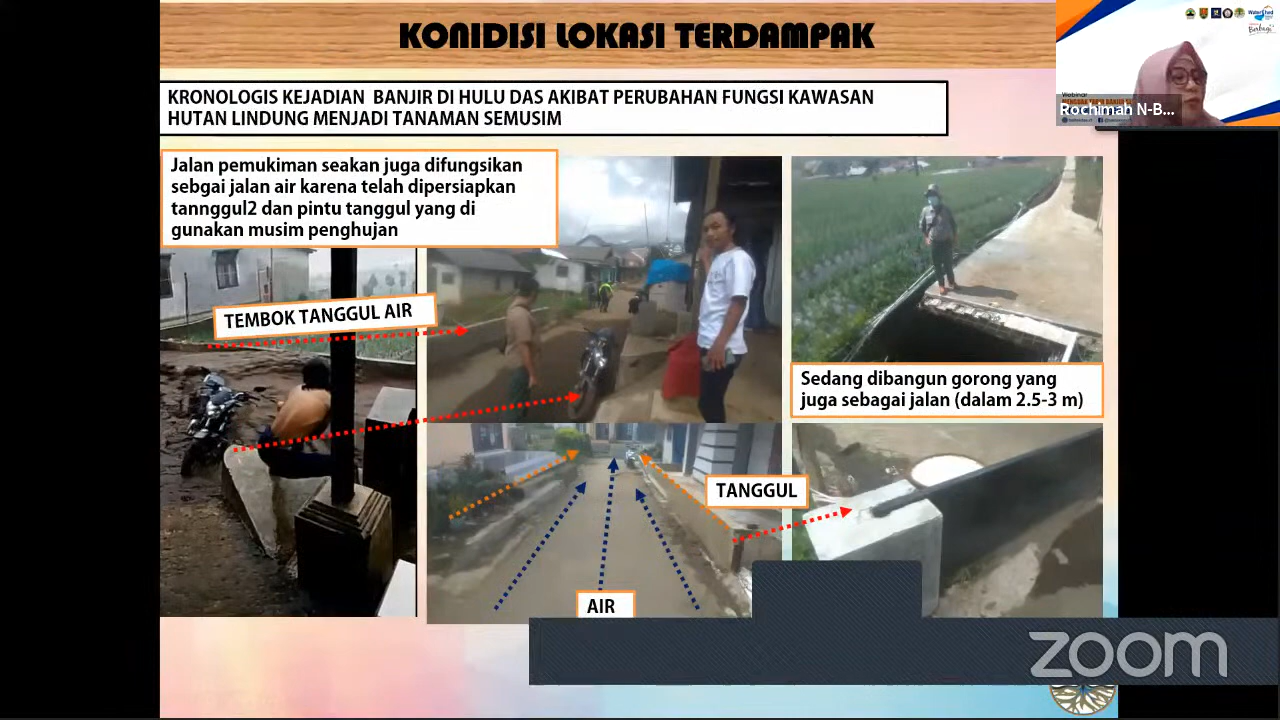 KONIDISI LOKASI TERDAMPAK
KRONOLOGIS KEJADIAN BANJIR DI HULU DAS AKIBAT PERUBAHAN FUNGSI KAWASAN
HUTAN LINDUNG MENJADI TANAMAN SEMUSIM
Jalan pemukiman seakan juga difungsikan
sebgai jalan air karena telah dipersiapkan
tannggul2 dan pintu tanggul yang di
gunakan musim penghujan
TEMBOK TANGGUL AIR
Sedang dibangun gorong yang
juga sebagai jalan (dalam 2.5-3 m)
TANGGUL
AIR
Webinar
Rochimah N-B...
zoom